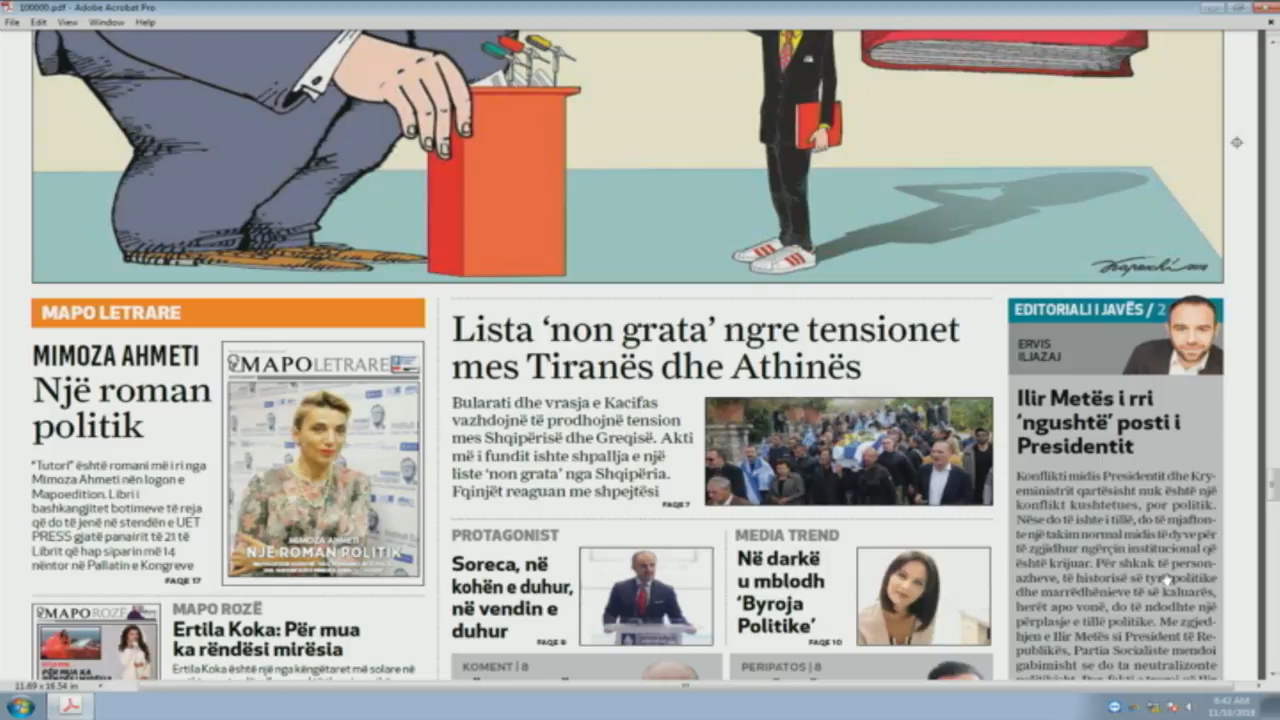 100000.pdf - Adobe Acrobat Pro
File Edit View Window Help
MAPO LETRARE
MIMOZA AHMETI
Një roman
politik
"Tutori" është romani më i ri nga
Mimoza Ahmeti nën logon e
Mapoedition. Libri i
bashkangjitet botimeve të reja
që do të jenë në stendën e UET
PRESS gjatë panairit të 21 të
Librit që hap siparin më 14
nëntor në Pallatin e Kongreve
FAQE 17
MAPOLETRARE
MIMOZA AHMETI
NJË ROMAN POLITIK
MAPOROZË
MAPO ROZË
Ertila Koka: Për mua
ka rëndësi mirësia
Ertila Koka është një nga këngëtaret më solare në
Lista 'non grata' ngre tensionet
mes Tiranës dhe Athinës
Bularati dhe vrasja e Kacifas
vazhdojnë të prodhojnë tension
mes Shqipërisë dhe Greqisë. Akti
më i fundit ishte shpallja e një
liste 'non grata' nga Shqipëria.
Fqinjët reaguan me shpejtësi
FAQE 7
PROTAGONIST
Soreca, në
kohën e duhur,
në vendin e
duhur
FAQE 9
MEDIA TREND
Në darkë
u mblodh
'Byroja
Politike'
FAQE 10
KOMENT | 8
PERIPATOS | 8
EDITORIALI I JAVËS / 2
ERVIS
ILJAZAJ
Ilir Metës i rri
'ngushtë' posti i
Presidentit
Konflikti midis Presidentit dhe Kry-
eministrit qartësisht nuk është një
konflikt kushtetues, por politik.
Nëse do të ishte i tillë, do të mjafton-
te një takim normal midis të dyve për
të zgjidhur ngërçin institucional që
është krijuar. Për shkak të person-
azheve, të historisë së tyre politike
dhe marrëdhënieve të së kaluarës,
herët apo vonë, do të ndodhte një
përplasje e tillë politike. Me zgjed-
hjen e Ilir Metës si President të Re-
publikës, Partia Socialiste mendoi
gabimisht se do ta neutralizonte
11.69 x 16.54 in
6:42 AM
11/10/2018